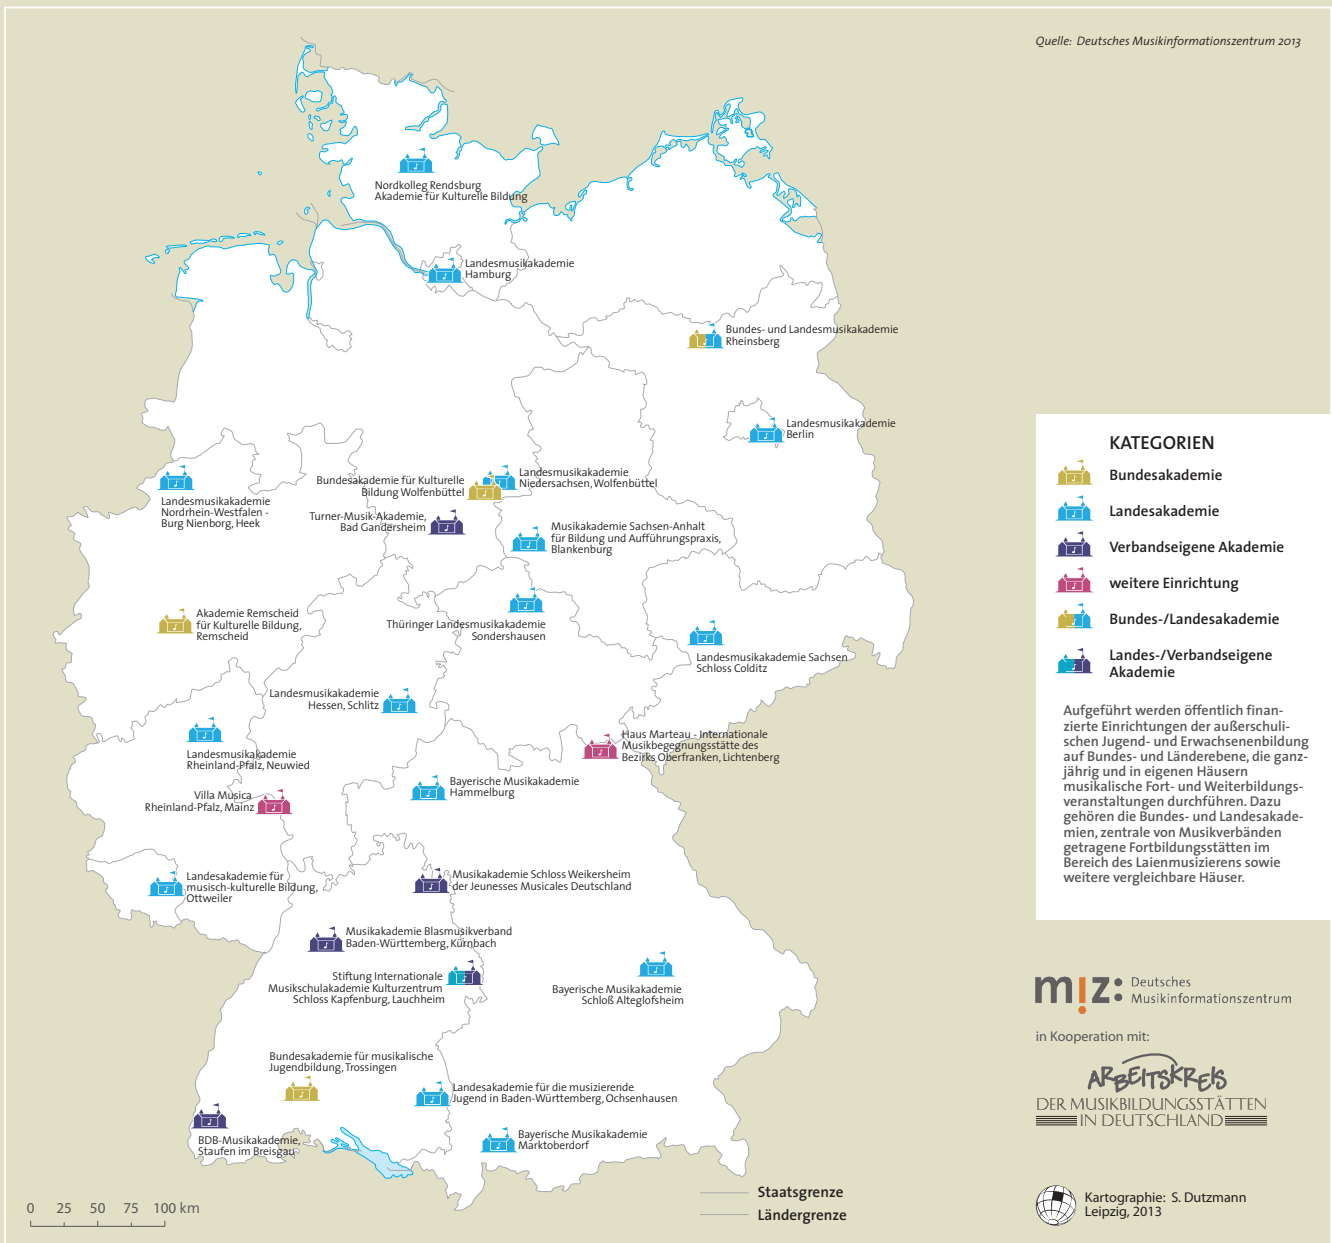 Quelle: Deutsches Musikinformationszentrum 2013
Nordkolleg Rendsburg
Akademie für Kulturelle Bildung
Landesmusikakademie
Hamburg
Bundes- und Landesmusikakademie
Rheinsberg
Landesmusikakademie
Berlin
Landesmusikakademie
Nordrhein-Westfalen -
Burg Nienborg, Heek
Bundesakademie für Kulturelle
Bildung Wolfenbüttel
Landesmusikakademie
Niedersachsen, Wolfenbüttel
Turner-Musik-Akademie,
Bad Gandersheim
Musikakademie Sachsen-Anhalt
für Bildung und Aufführungspraxis,
Blankenburg
Akademie Remscheid
für Kulturelle Bildung,
Remscheid
Thüringer Landesmusikakademie
Sondershausen
Landesmusikakademie Sachsen
Schloss Colditz
Landesmusikakademie
Hessen, Schlitz
Landesmusikakademie
Rheinland-Pfalz, Neuwied
Haus Marteau - Internationale
Musikbegegnungsstätte des
Bezirks Oberfranken, Lichtenberg
Villa Musica
Rheinland-Pfalz, Mainz
Bayerische Musikakademie
Hammelburg
Landesakademie für
musisch-kulturelle Bildung,
Ottweiler
Musikakademie Schloss Weikersheim
der Jeunesses Musicales Deutschland
Musikakademie Blasmusikverband
Baden-Württemberg, Kürnbach
Stiftung Internationale
Musikschulakademie Kulturzentrum
Schloss Kapfenburg, Lauchheim
Bayerische Musikakademie
Schloß Alteglofsheim
Bundesakademie für musikalische
Jugendbildung, Trossingen
Landesakademie für die musizierende
Jugend in Baden-Württemberg, Ochsenhausen
BDB-Musikakademie,
Staufen im Breisgau
Bayerische Musikakademie
Marktoberdorf
0 25 50 75 100 km
Staatsgrenze
Ländergrenze
KATEGORIEN
Bundesakademie
Landesakademie
Verbandseigene Akademie
weitere Einrichtung
Bundes-/Landesakademie
Landes-/Verbandseigene
Akademie
Aufgeführt werden öffentlich finan-
zierte Einrichtungen der außerschuli-
schen Jugend- und Erwachsenenbildung
auf Bundes- und Länderebene, die ganz-
jährig und in eigenen Häusern
musikalische Fort- und Weiterbildungs-
veranstaltungen durchführen. Dazu
gehören die Bundes- und Landesakade-
mien, zentrale von Musikverbänden
getragene Fortbildungsstätten im
Bereich des Laienmusizierens sowie
weitere vergleichbare Häuser.
miz: Deutsches
Musikinformationszentrum
in Kooperation mit:
ARBEITSKREIS
DER MUSIKBILDUNGSSTÄTTEN
IN DEUTSCHLAND
Kartographie: S. Dutzmann
Leipzig, 2013